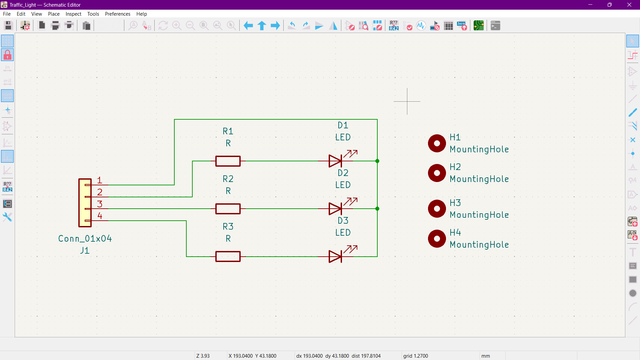 Traffic_Light — Schematic Editor
File Edit View Place Inspect Tools Preferences Help
R1
R
D1
LED
H1
MountingHole
D2
LED
H2
MountingHole
R2
R
1
2
3
4
H3
MountingHole
D3
LED
R3
R
H4
MountingHole
Conn_01x04
J1
Z 3.93 X 193.0400 Y 43.1800 dx 193.0400 dy 43.1800 dist 197.8104 grid 1.2700 mm